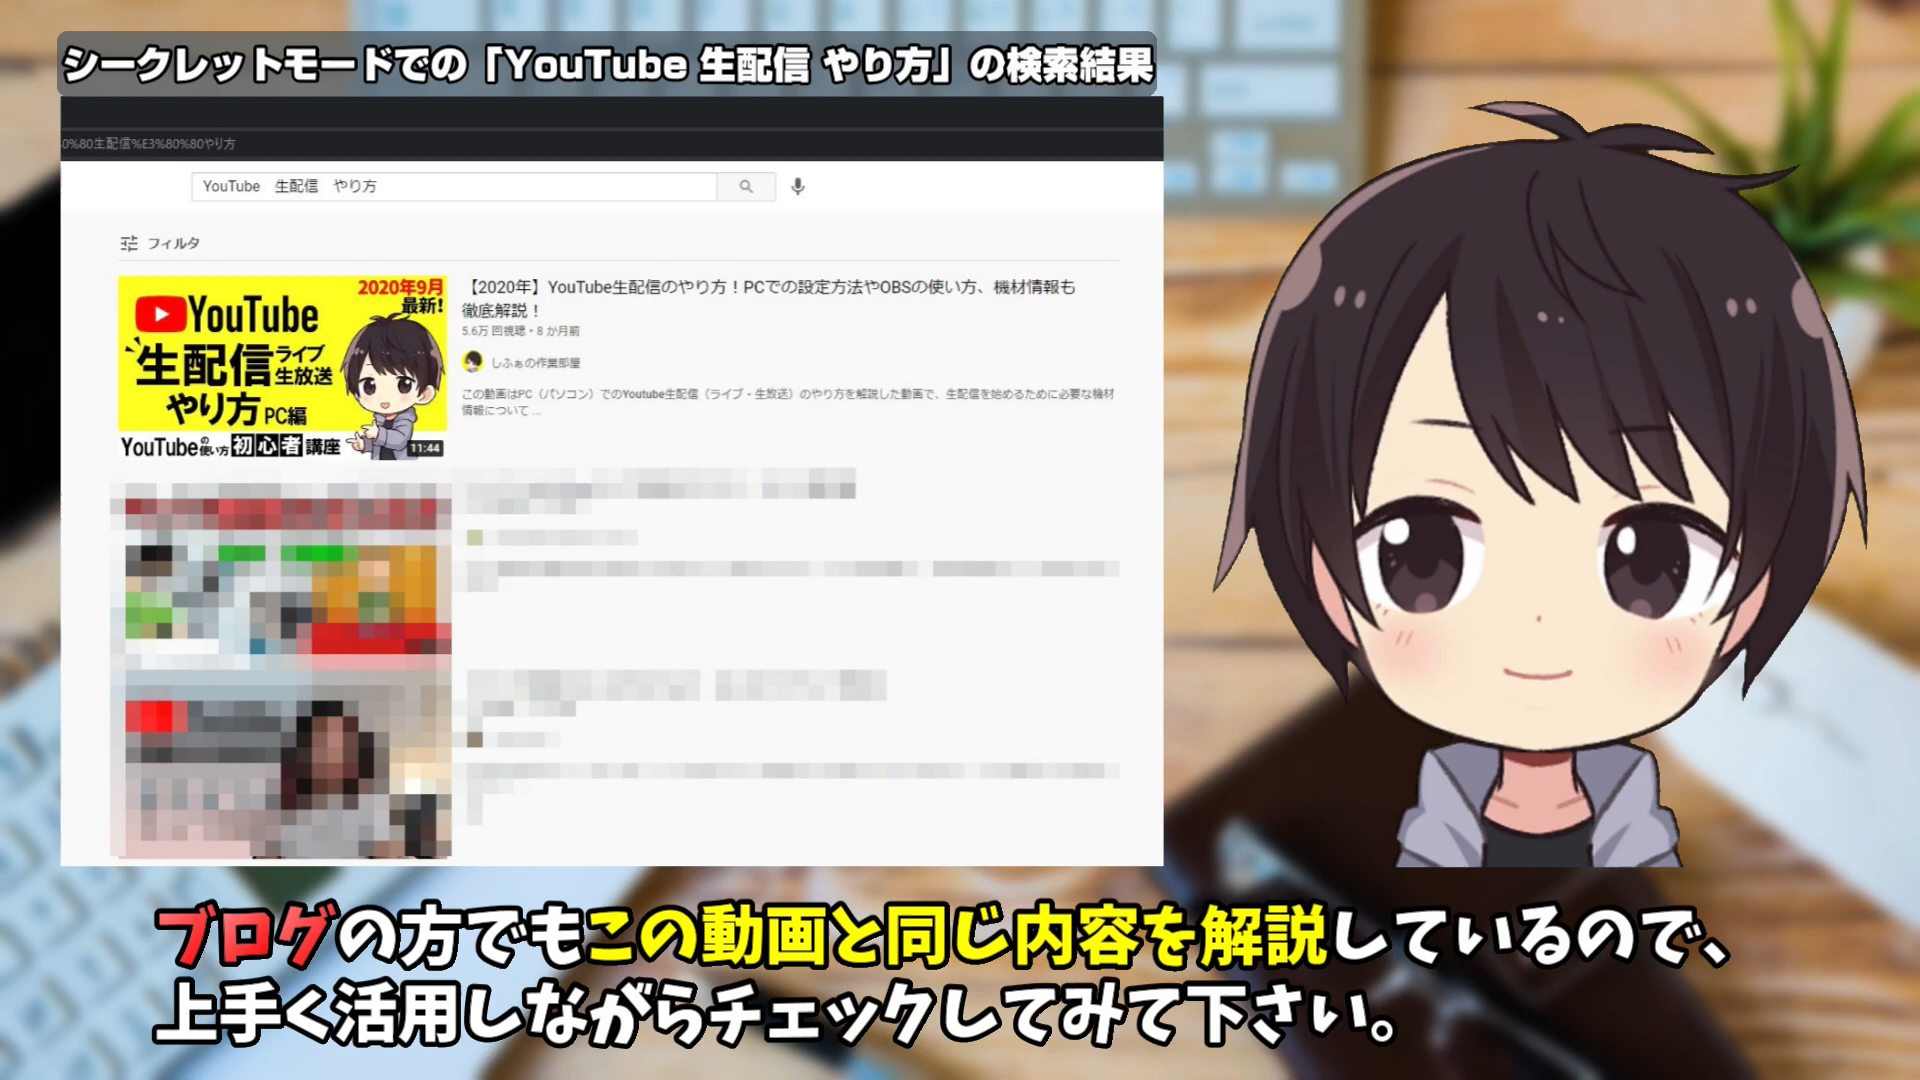 シークレットモードでの「YouTube 生配信 やり方」の検索結果
0%80生配信%E3%80%80やり方
YouTube　生配信　やり方
フィルタ
2020年9月
最新!
YouTube
生配信 ライブ
生放送
やり方 PC編
YouTubeの使い方 初心者 講座
11:44
【2020年】YouTube生配信のやり方！PCでの設定方法やOBSの使い方、機材情報も
徹底解説！
5.6万 回視聴・8 か月前
しふぁの作業部屋
この動画はPC（パソコン）でのYoutube生配信（ライブ・生放送）のやり方を解説した動画で、生配信を始めるために必要な機材
情報について ...
ブログの方でもこの動画と同じ内容を解説しているので、
上手く活用しながらチェックしてみて下さい。